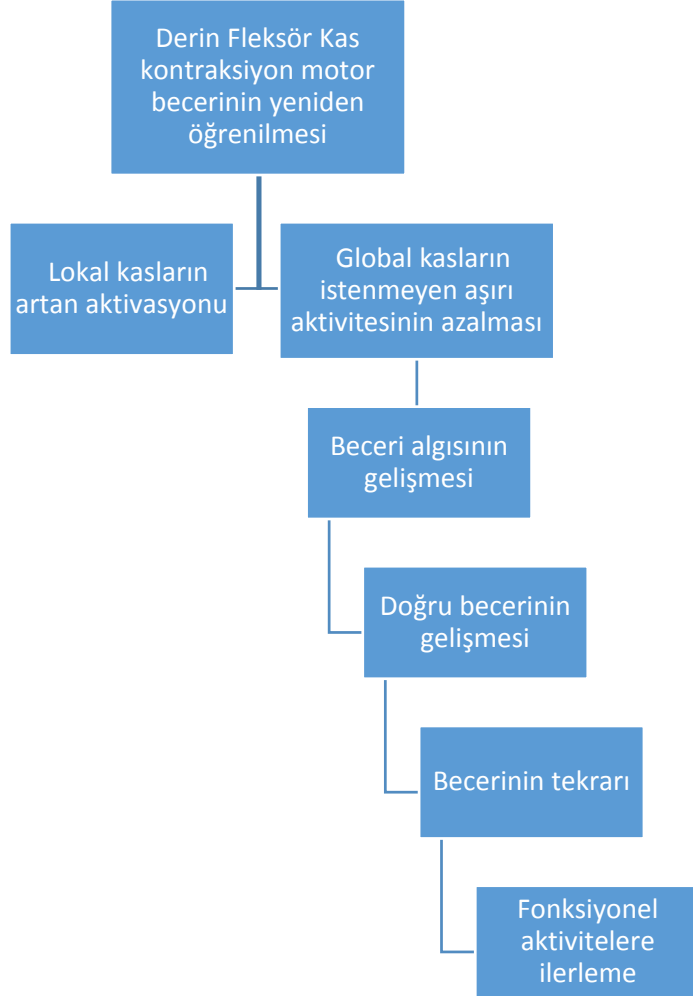 Derin Fleksör Kas
kontraksiyon motor
becerinin yeniden
öğrenilmesi
Lokal kasların
artan aktivasyonu
Global kasların
istenmeyen aşırı
aktivitesinin azalması
Beceri algısının
gelişmesi
Doğru becerinin
gelişmesi
Becerinin tekrarı
Fonksiyonel
aktivitelere
ilerleme